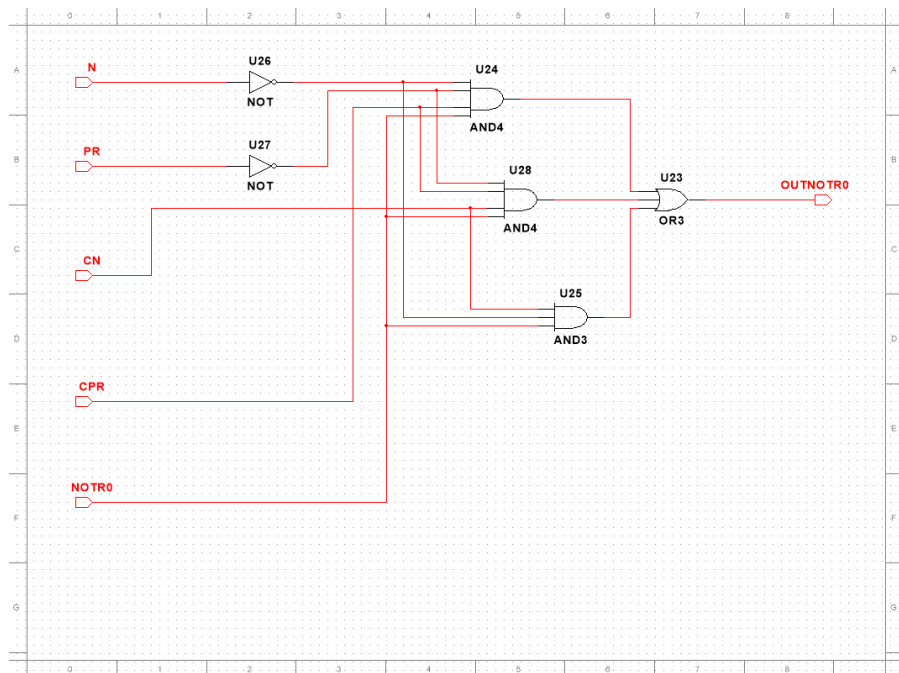 0 1 2 3 4 5 6 7 8
A A
N
U26
NOT
U24
AND4
PR
U27
NOT
B B
U28
AND4
U23
OR3
OUTNOTR0
CN
C C
U25
AND3
D D
CPR
E E
NOTR0
F F
G G
0 1 2 3 4 5 6 7 8